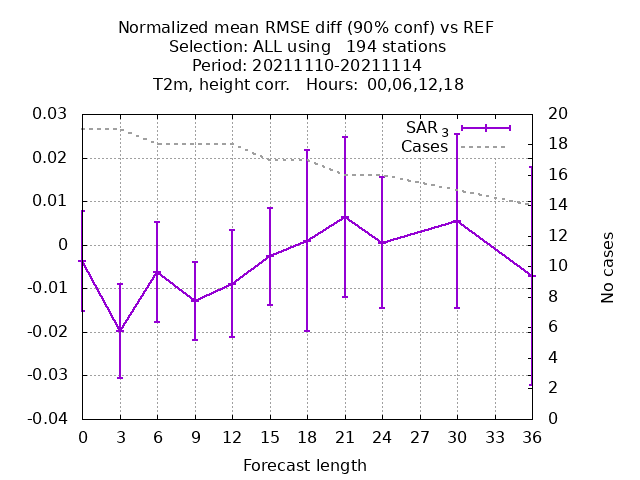 Normalized mean RMSE diff (90% conf) vs REF
Selection: ALL using   194 stations
Period: 20211110-20211114
T2m, height corr.   Hours:  00,06,12,18
SAR 3
Cases
0.03
0.02
0.01
0
-0.01
-0.02
-0.03
-0.04
20
18
16
14
12
10
8
6
4
2
0
No cases
0 3 6 9 12 15 18 21 24 27 30 33 36
Forecast length